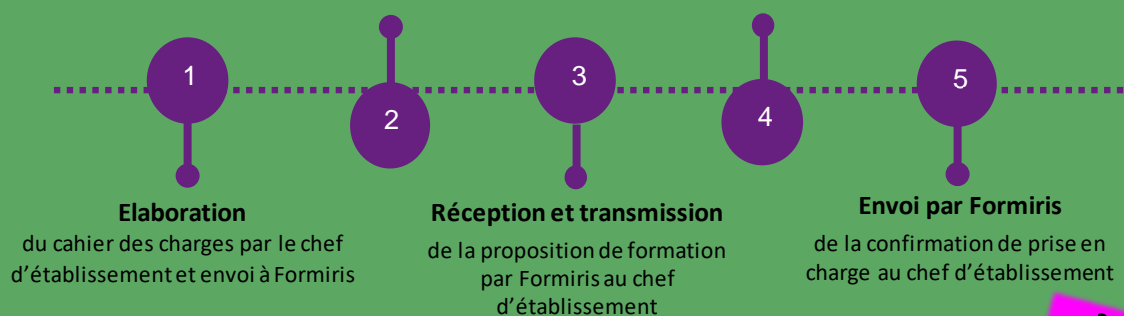 1
2
3
4
5
Elaboration
du cahier des charges par le chef
d'établissement et envoi à Formiris
Réception et transmission
de la proposition de formation
par Formiris au chef
d'établissement
Envoi par Formiris
de la confirmation de prise en
charge au chef d'établissement